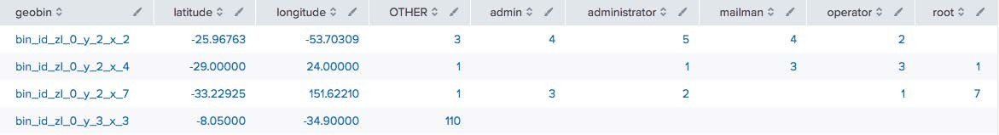 geobin latitude longitude OTHER admin administrator mailman operator root
bin_id_zl_0_y_2_x_2 -25.96763 -53.70309 3 4 5 4 2
bin_id_zl_0_y_2_x_4 -29.00000 24.00000 1 1 3 3 1
bin_id_zl_0_y_2_x_7 -33.22925 151.62210 1 3 2 1 7
bin_id_zl_0_y_3_x_3 -8.05000 -34.90000 110